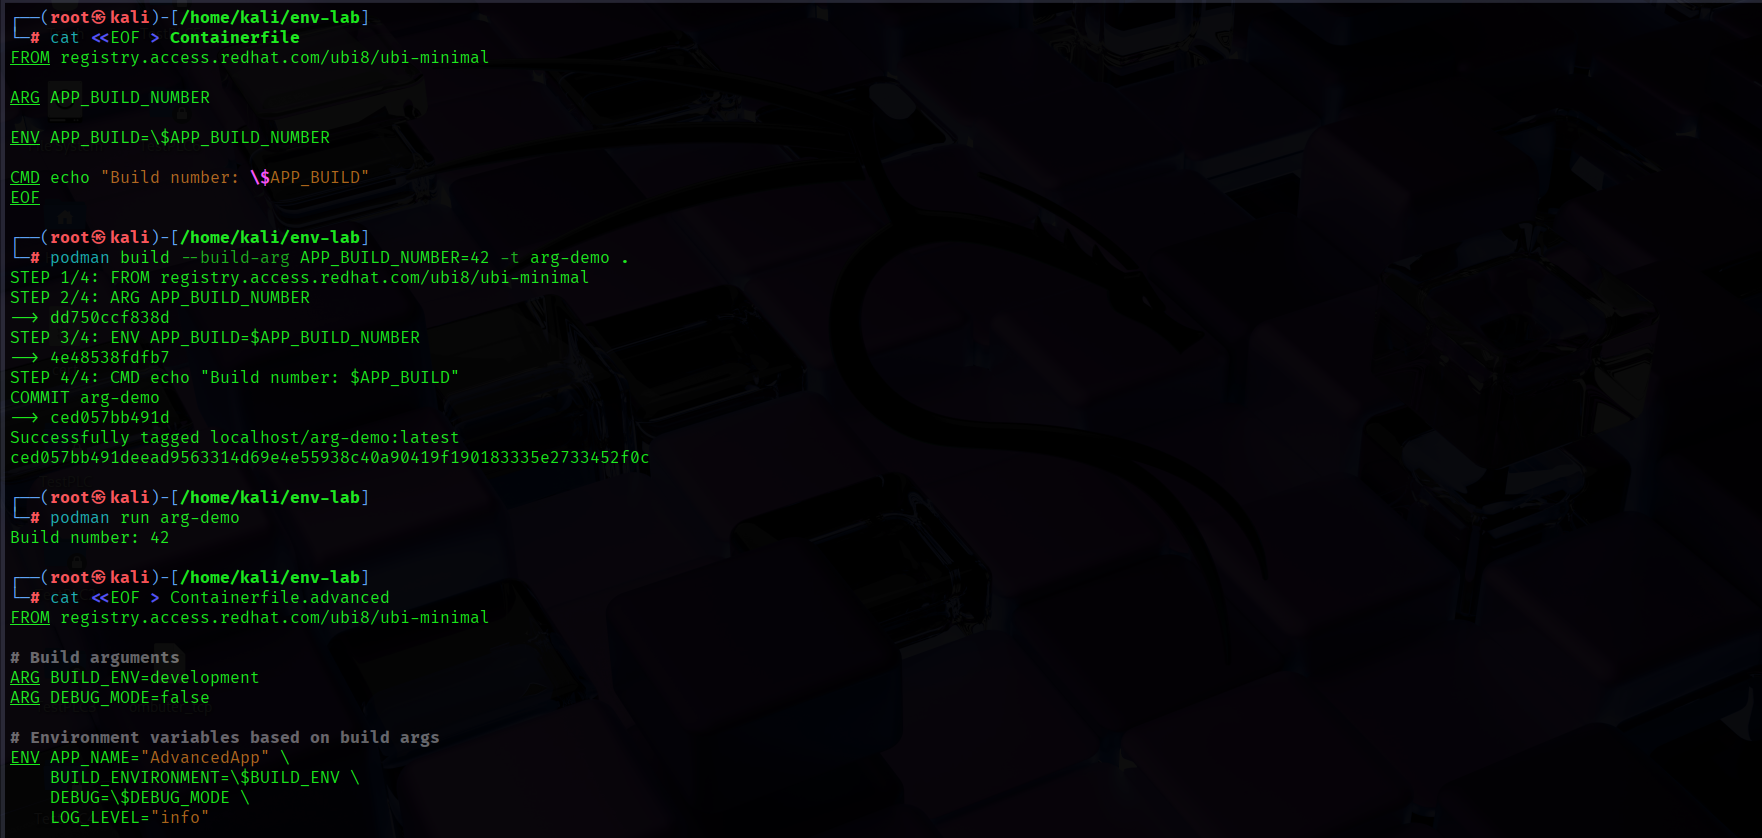 ┌──(root㉿kali)-[/home/kali/env-lab]
└─# cat <<EOF > Containerfile
FROM registry.access.redhat.com/ubi8/ubi-minimal

ARG APP_BUILD_NUMBER

ENV APP_BUILD=\$APP_BUILD_NUMBER

CMD echo "Build number: \$APP_BUILD"
EOF

┌──(root㉿kali)-[/home/kali/env-lab]
└─# podman build --build-arg APP_BUILD_NUMBER=42 -t arg-demo .
STEP 1/4: FROM registry.access.redhat.com/ubi8/ubi-minimal
STEP 2/4: ARG APP_BUILD_NUMBER
--> dd750ccf838d
STEP 3/4: ENV APP_BUILD=$APP_BUILD_NUMBER
--> 4e48538fdfb7
STEP 4/4: CMD echo "Build number: $APP_BUILD"
COMMIT arg-demo
--> ced057bb491d
Successfully tagged localhost/arg-demo:latest
ced057bb491deead9563314d69e4e55938c40a90419f190183335e2733452f0c

┌──(root㉿kali)-[/home/kali/env-lab]
└─# podman run arg-demo
Build number: 42

┌──(root㉿kali)-[/home/kali/env-lab]
└─# cat <<EOF > Containerfile.advanced
FROM registry.access.redhat.com/ubi8/ubi-minimal

# Build arguments
ARG BUILD_ENV=development
ARG DEBUG_MODE=false

# Environment variables based on build args
ENV APP_NAME="AdvancedApp" \
    BUILD_ENVIRONMENT=\$BUILD_ENV \
    DEBUG=\$DEBUG_MODE \
    LOG_LEVEL="info"